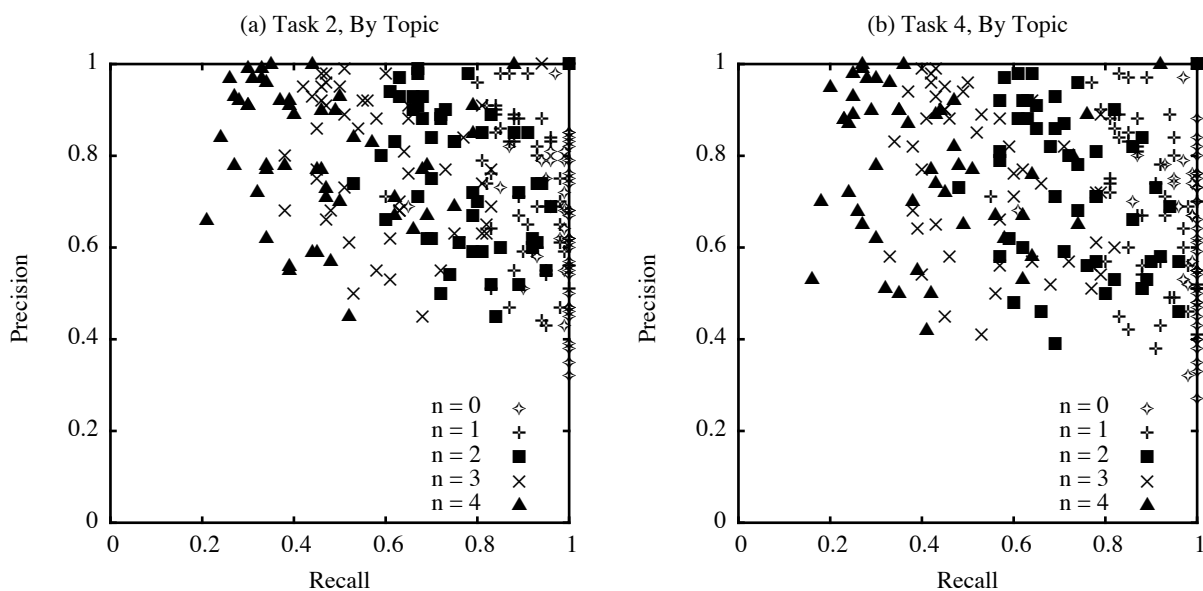 (a) Task 2, By Topic
1
0.8
0.6
0.4
0.2
0
Precision
n = 0
n = 1
n = 2
n = 3
n = 4
0 0.2 0.4 0.6 0.8 1
Recall
(b) Task 4, By Topic
1
0.8
0.6
0.4
0.2
0
Precision
n = 0
n = 1
n = 2
n = 3
n = 4
0 0.2 0.4 0.6 0.8 1
Recall